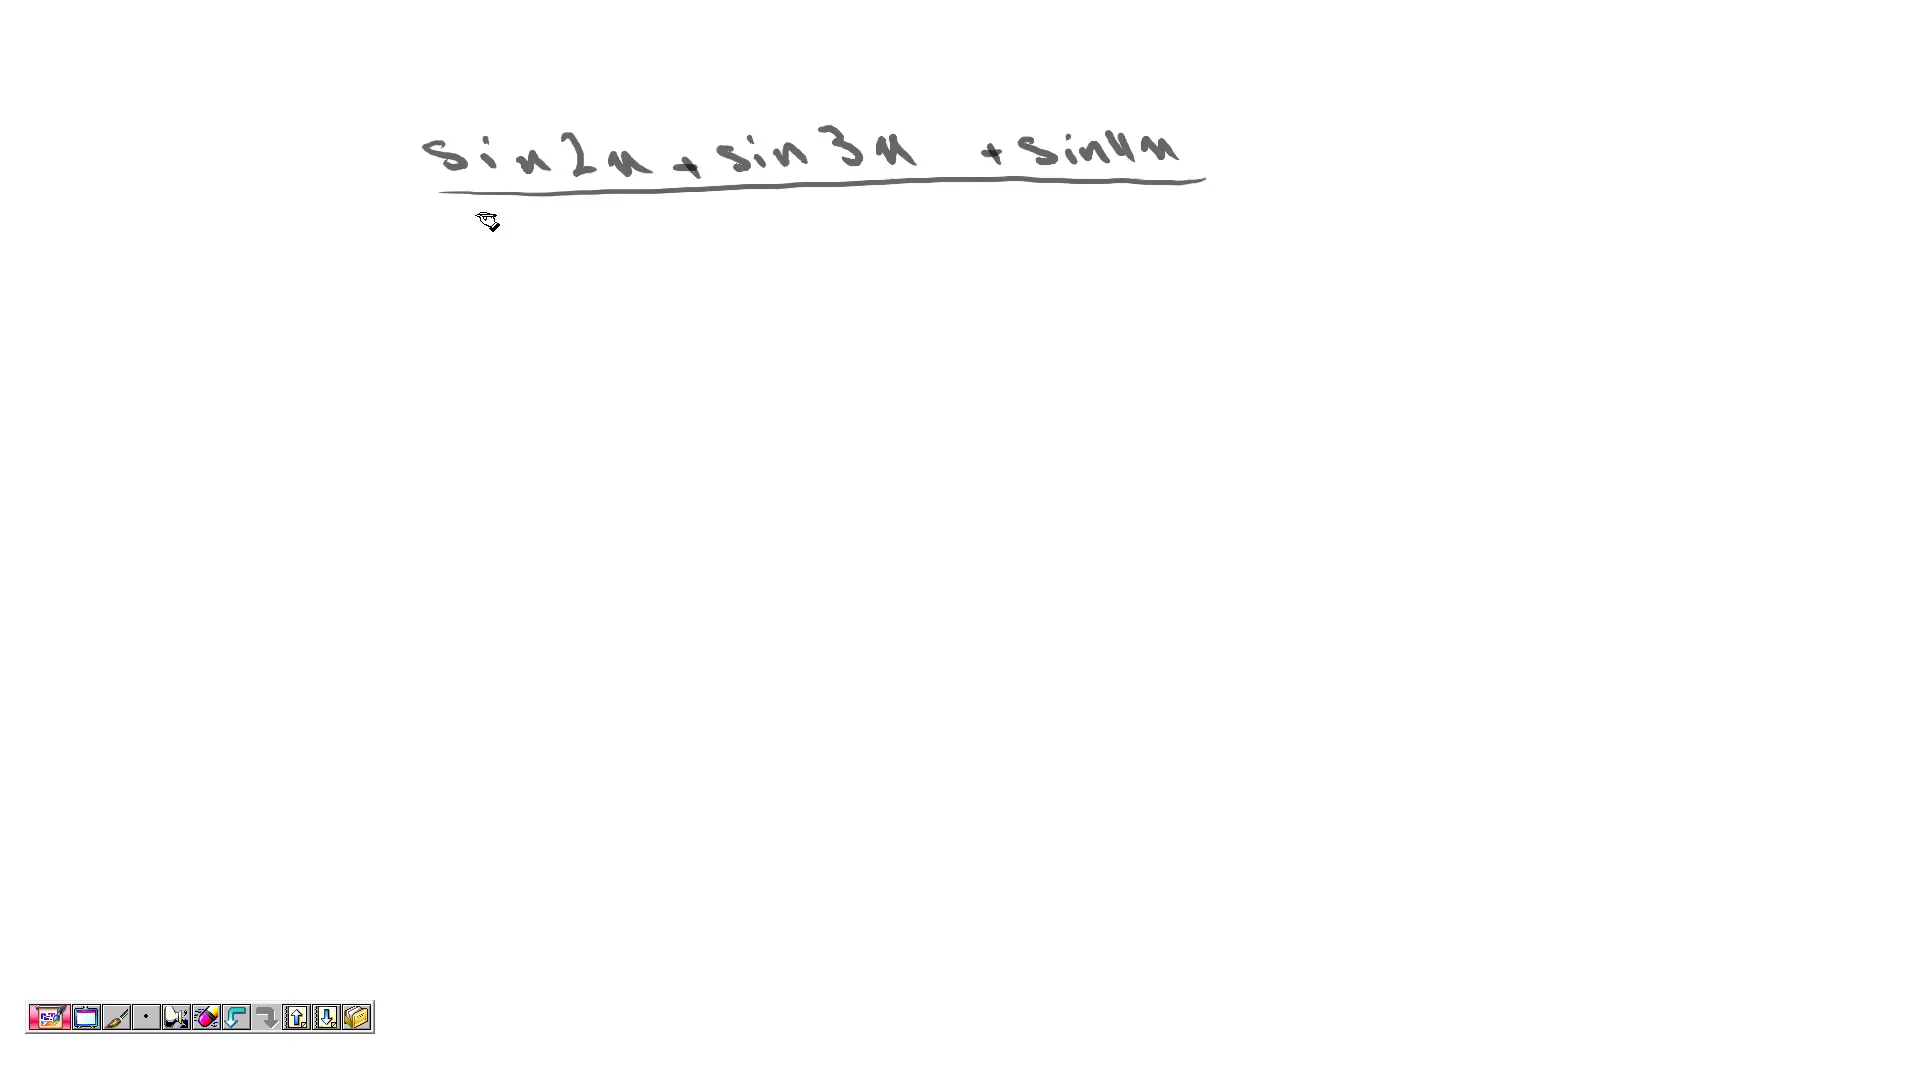 sin2x + sin3x + sin4x